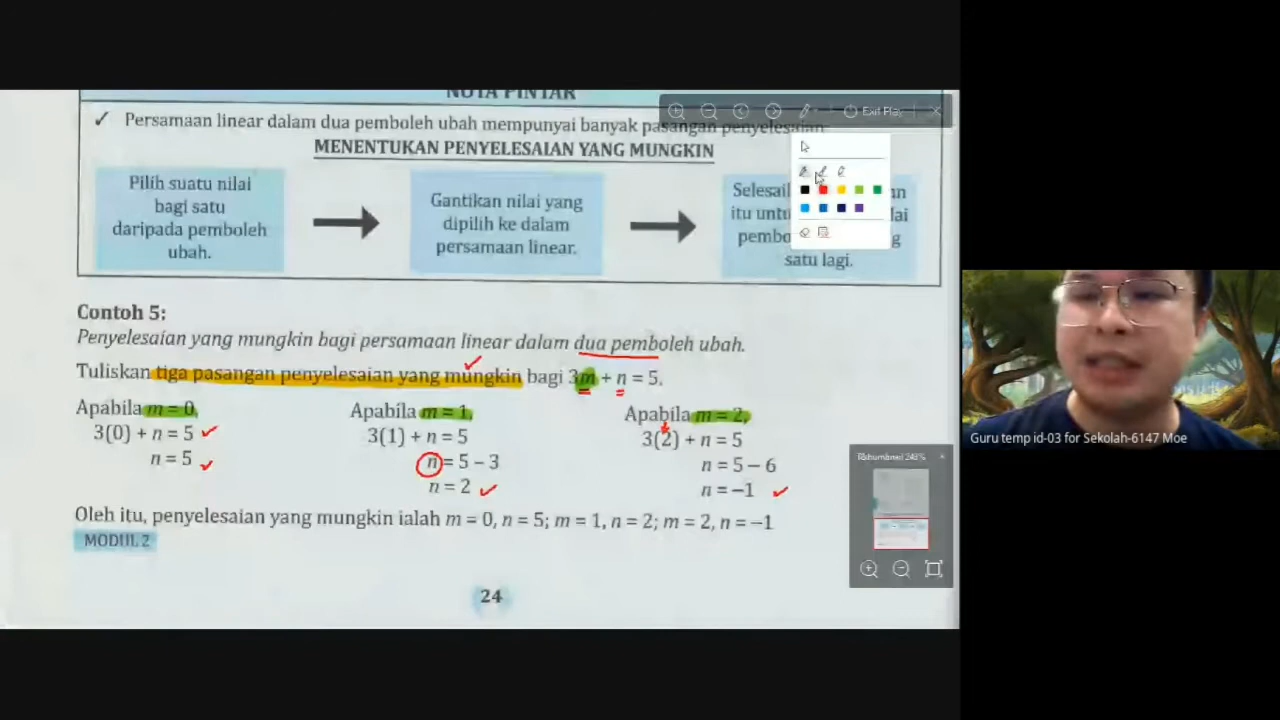 NOTA PINTAR
Exit Play
✓ Persamaan linear dalam dua pemboleh ubah mempunyai banyak pasangan penyelesaian
MENENTUKAN PENYELESAIAN YANG MUNGKIN
Pilih suatu nilai
bagi satu
daripada pemboleh
ubah.
Gantikan nilai yang
dipilih ke dalam
persamaan linear.
Selesai
itu untu
pembo
satu lagi.
Contoh 5:
Penyelesaian yang mungkin bagi persamaan linear dalam dua pemboleh ubah.
Tuliskan tiga pasangan penyelesaian yang mungkin bagi 3m + n = 5.
Apabila m = 0,
3(0) + n = 5
n = 5
Apabila m = 1,
3(1) + n = 5
n = 5 – 3
n = 2
Apabila m = 2,
3(2) + n = 5
n = 5 – 6
n = –1
Oleh itu, penyelesaian yang mungkin ialah m = 0, n = 5; m = 1, n = 2; m = 2, n = –1
MODUL 2
24
Guru temp id-03 for Sekolah-6147 Moe